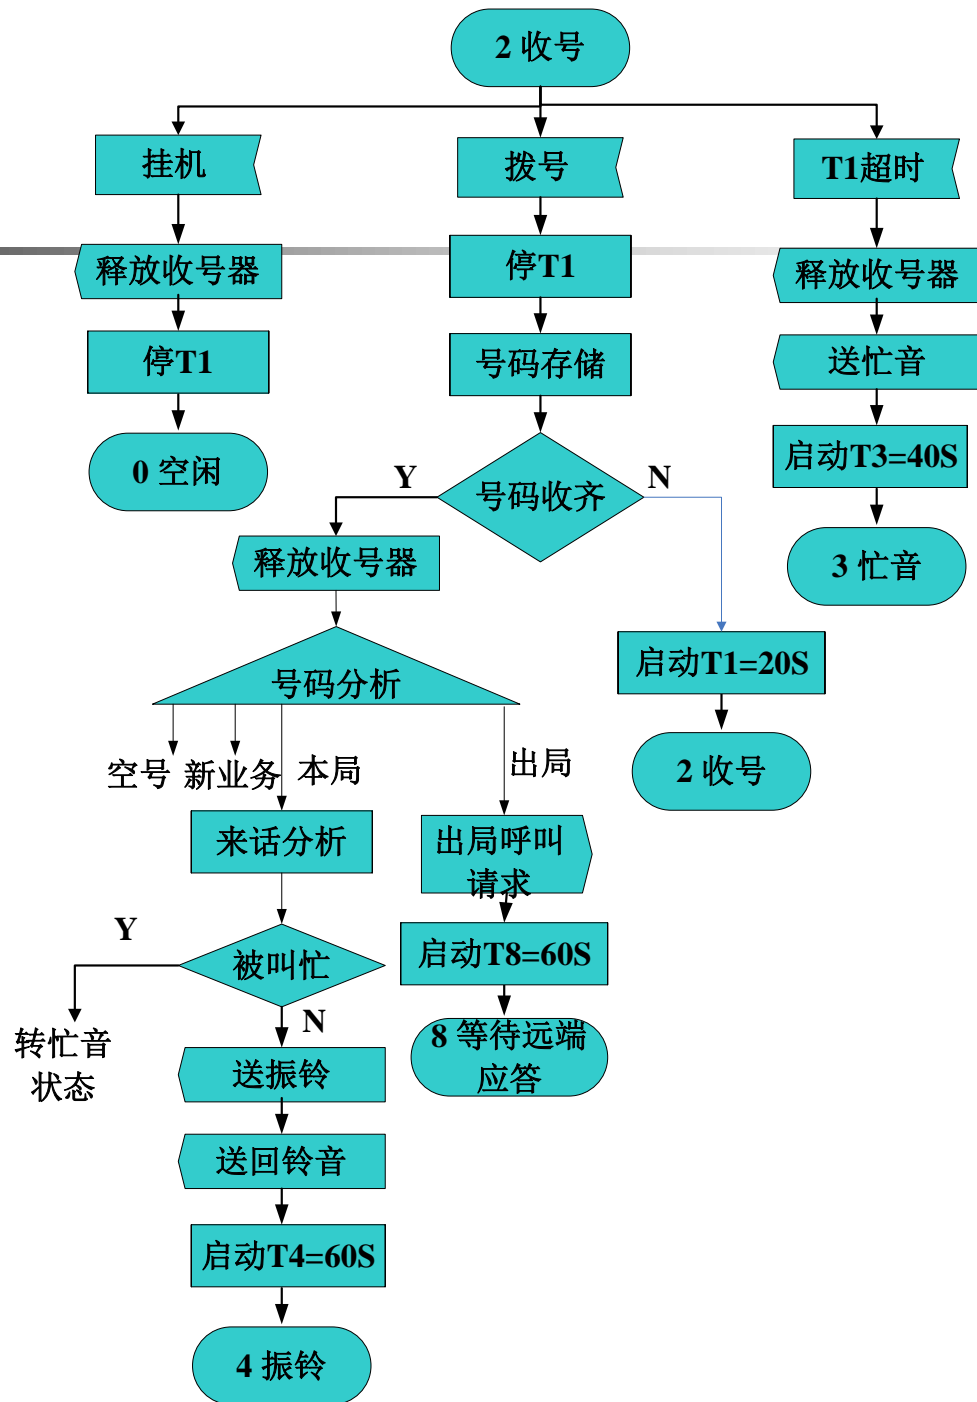 2 收号
挂机
拨号
T1超时
释放收号器
停T1
释放收号器
停T1
号码存储
送忙音
0 空闲
Y
号码收齐
N
启动T3=40S
释放收号器
3 忙音
号码分析
启动T1=20S
空号
新业务
本局
出局
2 收号
来话分析
出局呼叫
请求
Y
被叫忙
启动T8=60S
N
转忙音
状态
送振铃
8 等待远端
应答
送回铃音
启动T4=60S
4 振铃